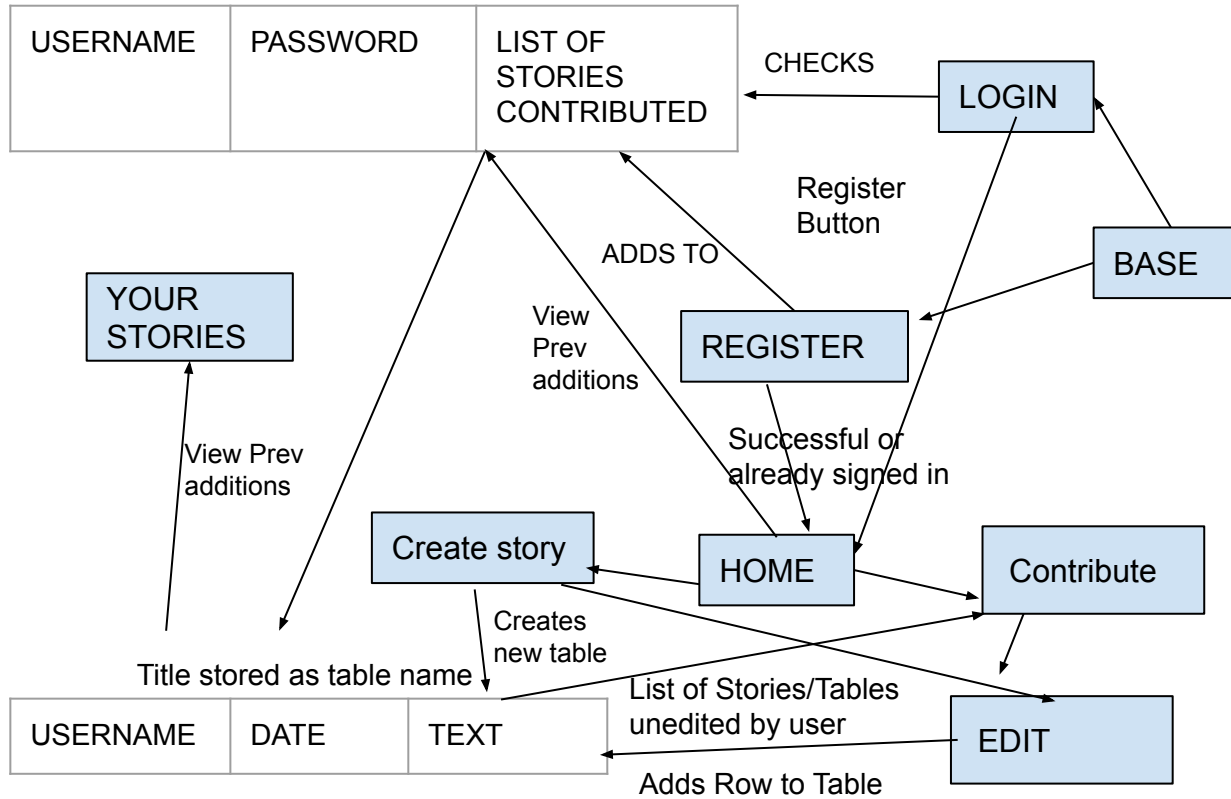 USERNAME
PASSWORD
LIST OF
STORIES
CONTRIBUTED
CHECKS
LOGIN
Register
Button
BASE
ADDS TO
YOUR
STORIES
View
Prev
additions
REGISTER
Successful or
already signed in
View Prev
additions
Create story
HOME
Contribute
Creates
new table
Title stored as table name
List of Stories/Tables
unedited by user
USERNAME
DATE
TEXT
EDIT
Adds Row to Table